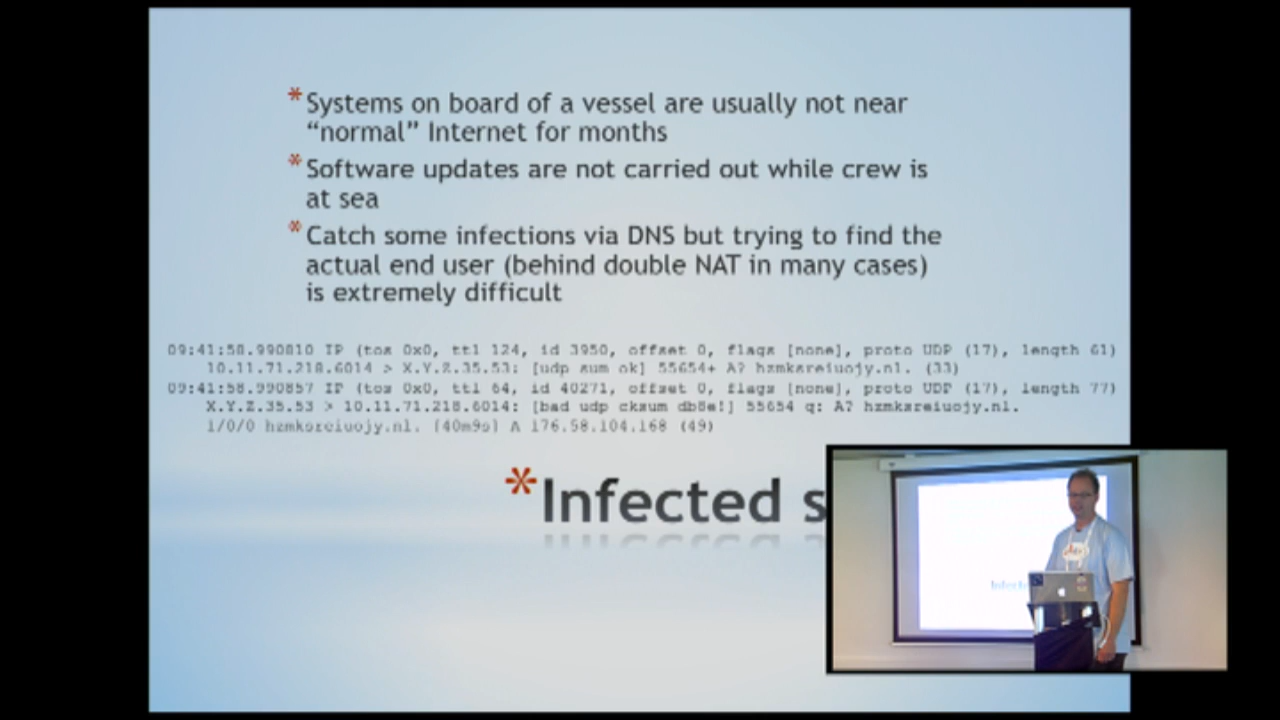 * Systems on board of a vessel are usually not near
“normal” Internet for months
* Software updates are not carried out while crew is
at sea
* Catch some infections via DNS but trying to find the
actual end user (behind double NAT in many cases)
is extremely difficult
09:41:58.990810 IP (tos 0x0, ttl 124, id 3950, offset 0, flags [none], proto UDP (17), length 61)
10.11.71.218.6014 > X.Y.Z.35.53: [udp sum ok] 55654+ A? hzmksreiuojy.nl. (33)
09:41:58.990857 IP (tos 0x0, ttl 64, id 40271, offset 0, flags [none], proto UDP (17), length 77)
X.Y.Z.35.53 > 10.11.71.218.6014: [bad udp cksum db8e!] 55654 q: A? hzmksreiuojy.nl.
1/0/0 hzmksreiuojy.nl. [40m9s] A 176.58.104.168 (49)
* Infected s